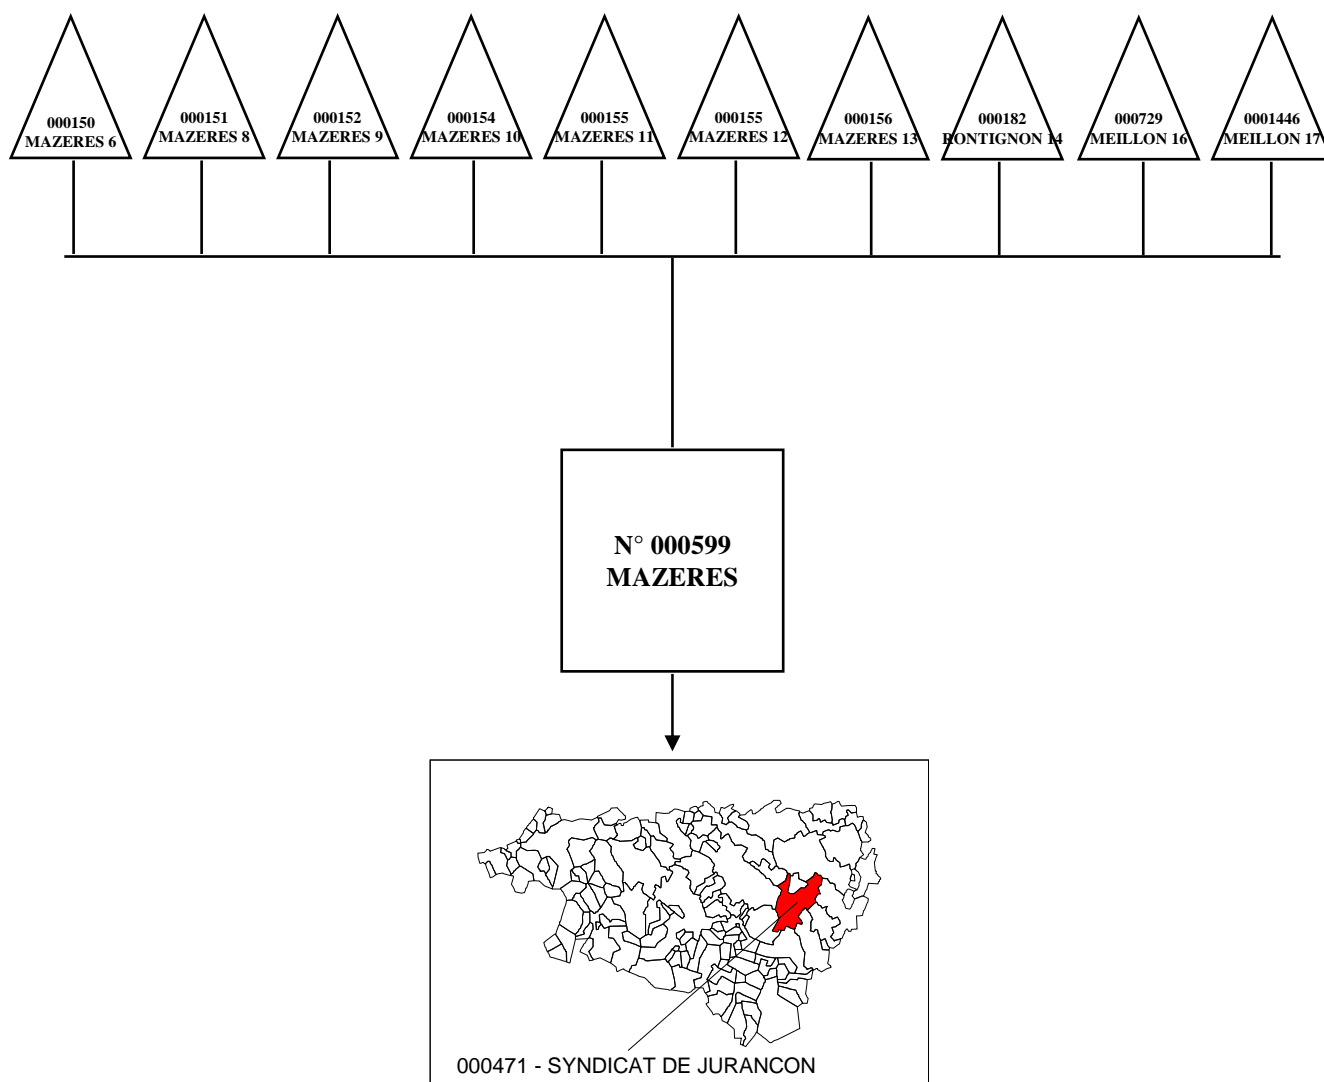 000150
MAZERES 6
000151
MAZERES 8
000152
MAZERES 9
000154
MAZERES 10
000155
MAZERES 11
000155
MAZERES 12
000156
MAZERES 13
000182
RONTIGNON 14
000729
MEILLON 16
0001446
MEILLON 17
N° 000599
MAZERES
000471 - SYNDICAT DE JURANCON